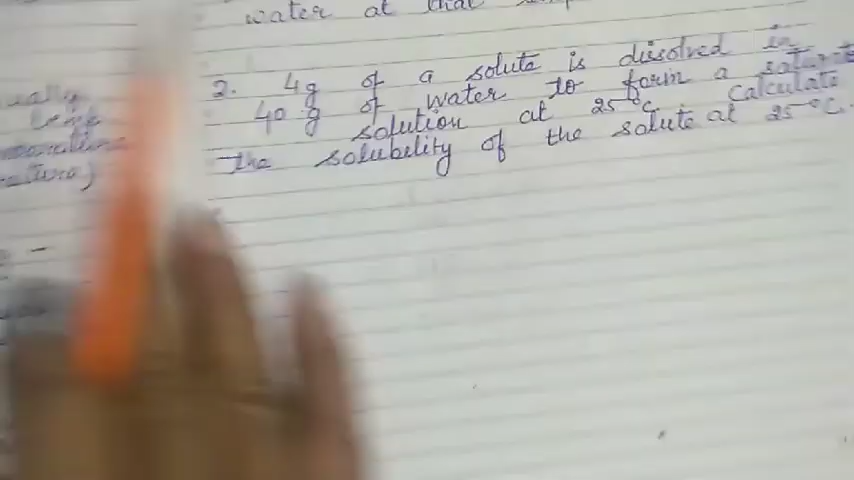 water at that
2. 4g of a solute is dissolved in
40 g of water to form a saturate
solution at 25°C. Calculate
the solubility of the solute at 25°C.